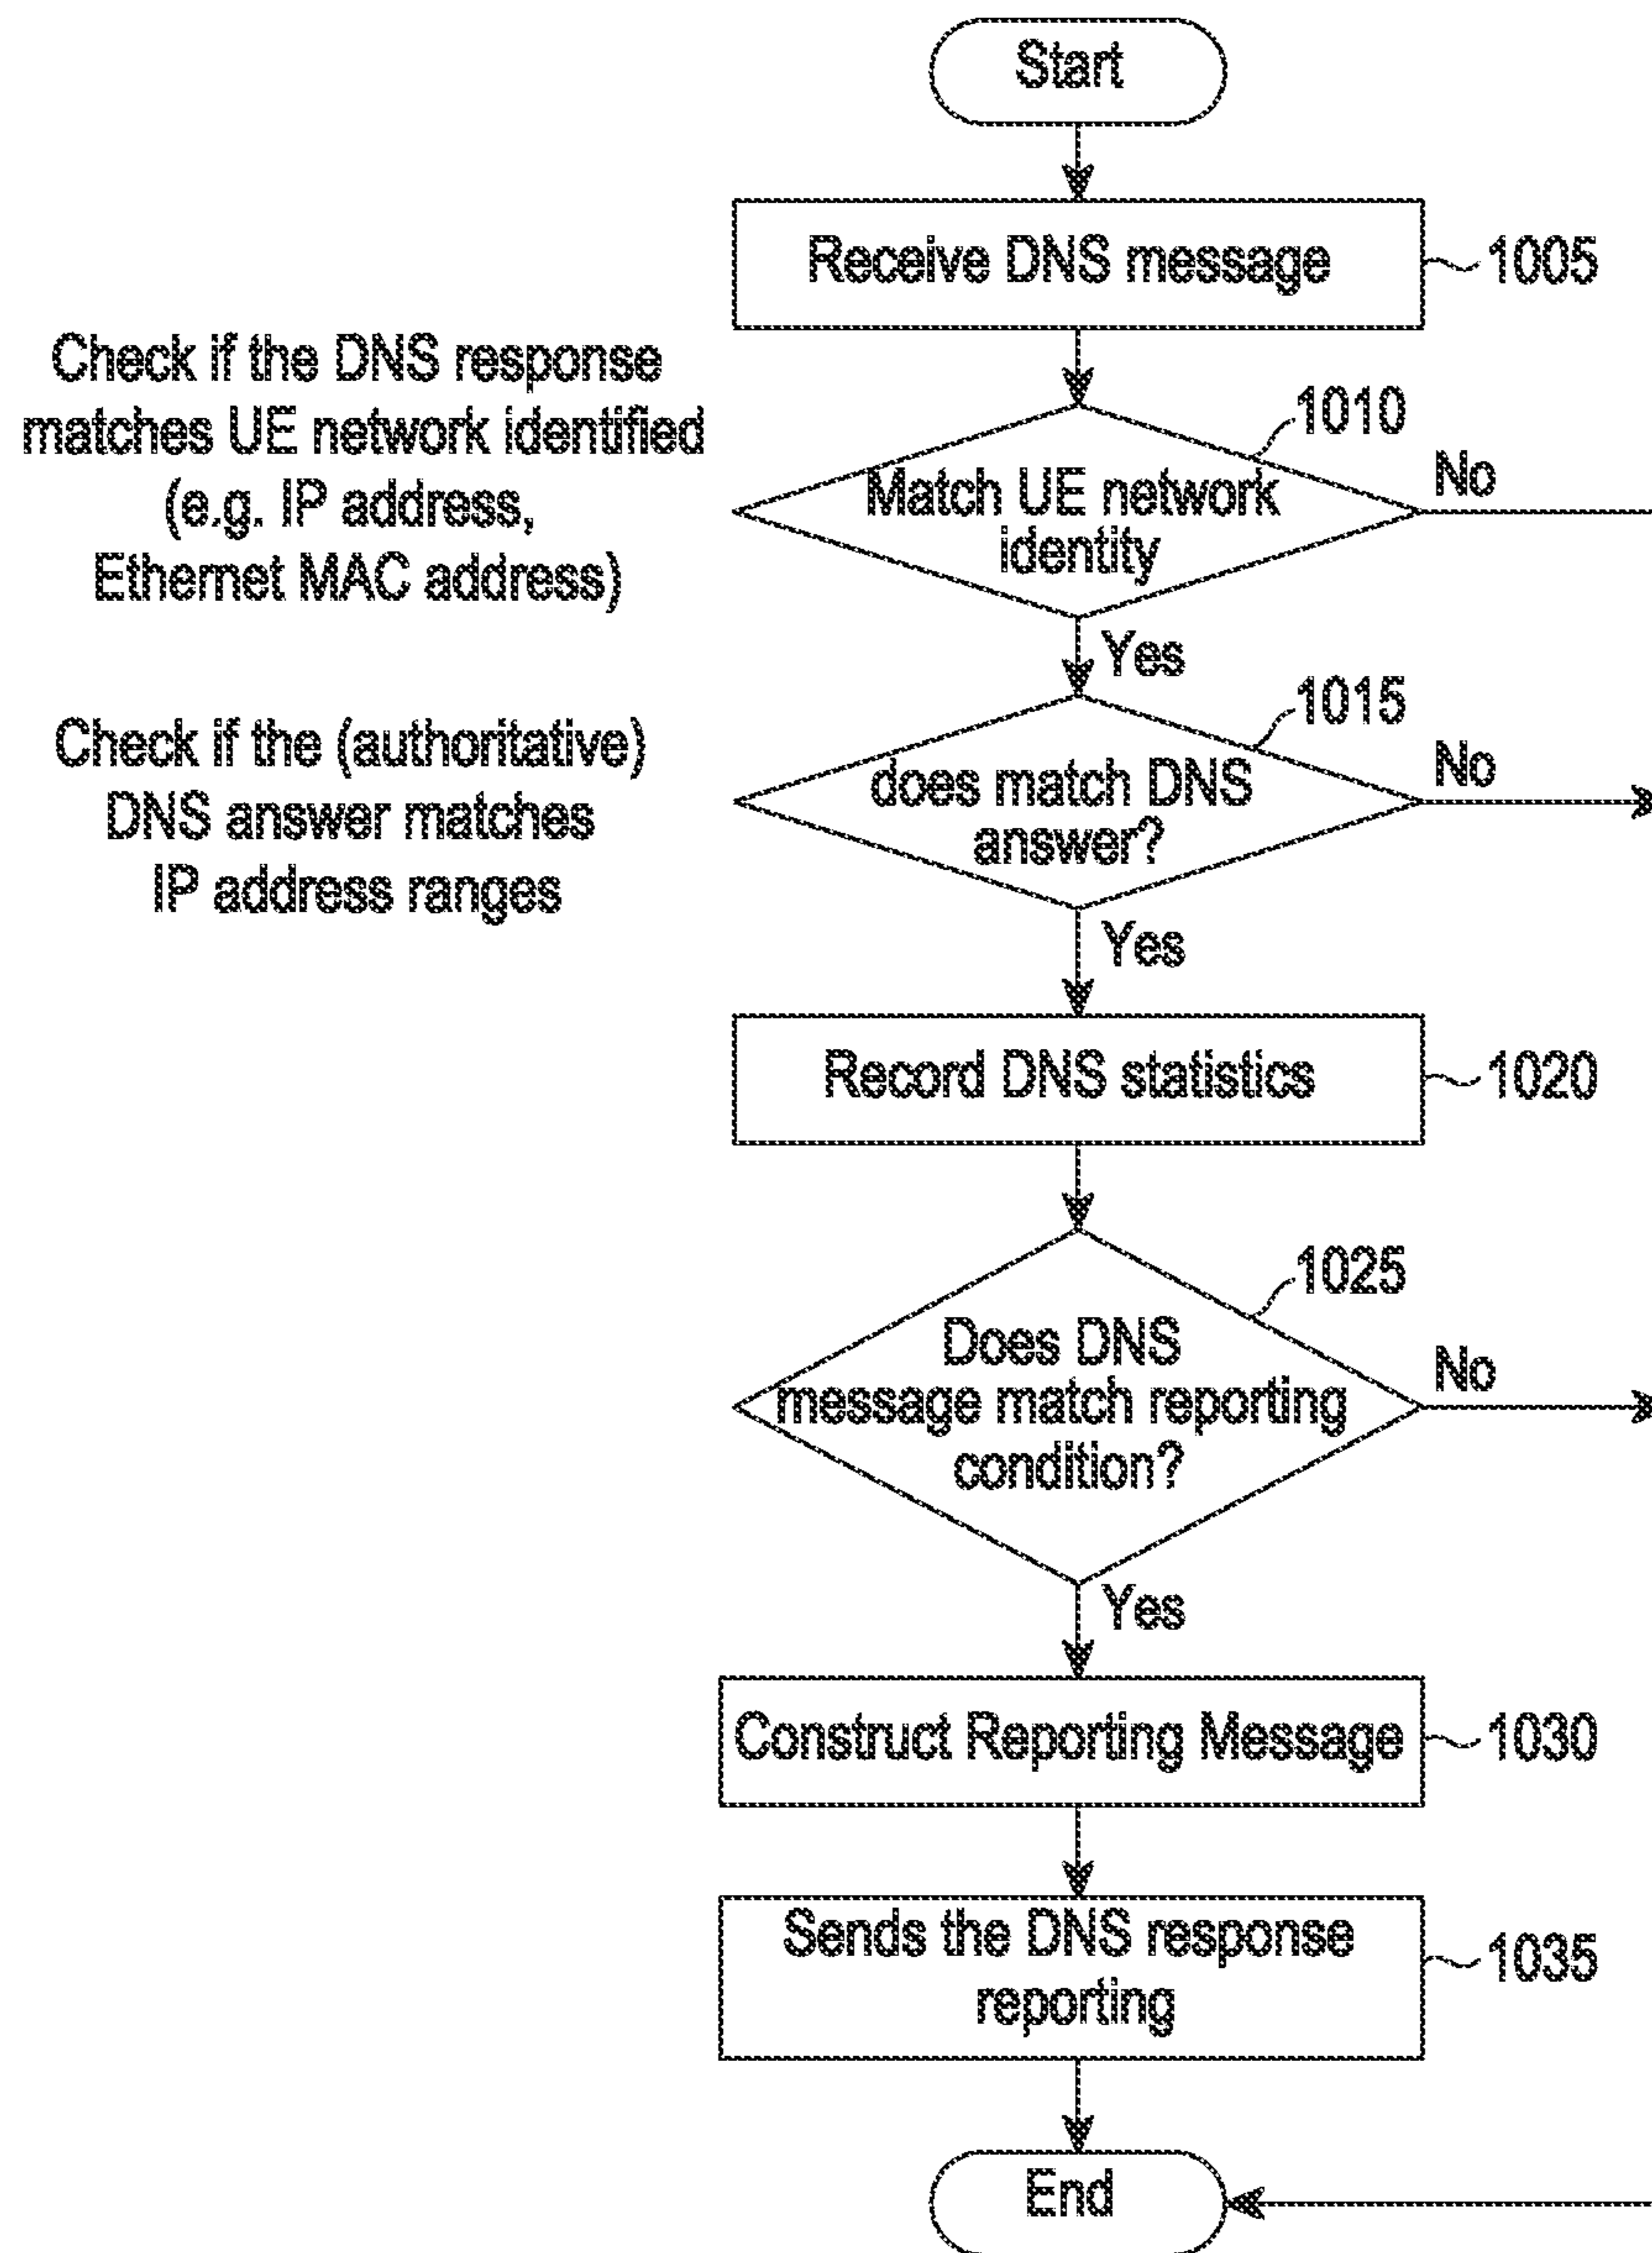 Start
Receive DNS message
1005
Check if the DNS response
matches UE network identified
(e.g. IP address,
Ethernet MAC address)
1010
Match UE network
identity
No
Yes
Check if the (authoritative)
DNS answer matches
IP address ranges
1015
does match DNS
answer?
No
Yes
Record DNS statistics
1020
1025
Does DNS
message match reporting
condition?
No
Yes
Construct Reporting Message
1030
Sends the DNS response
reporting
1035
End